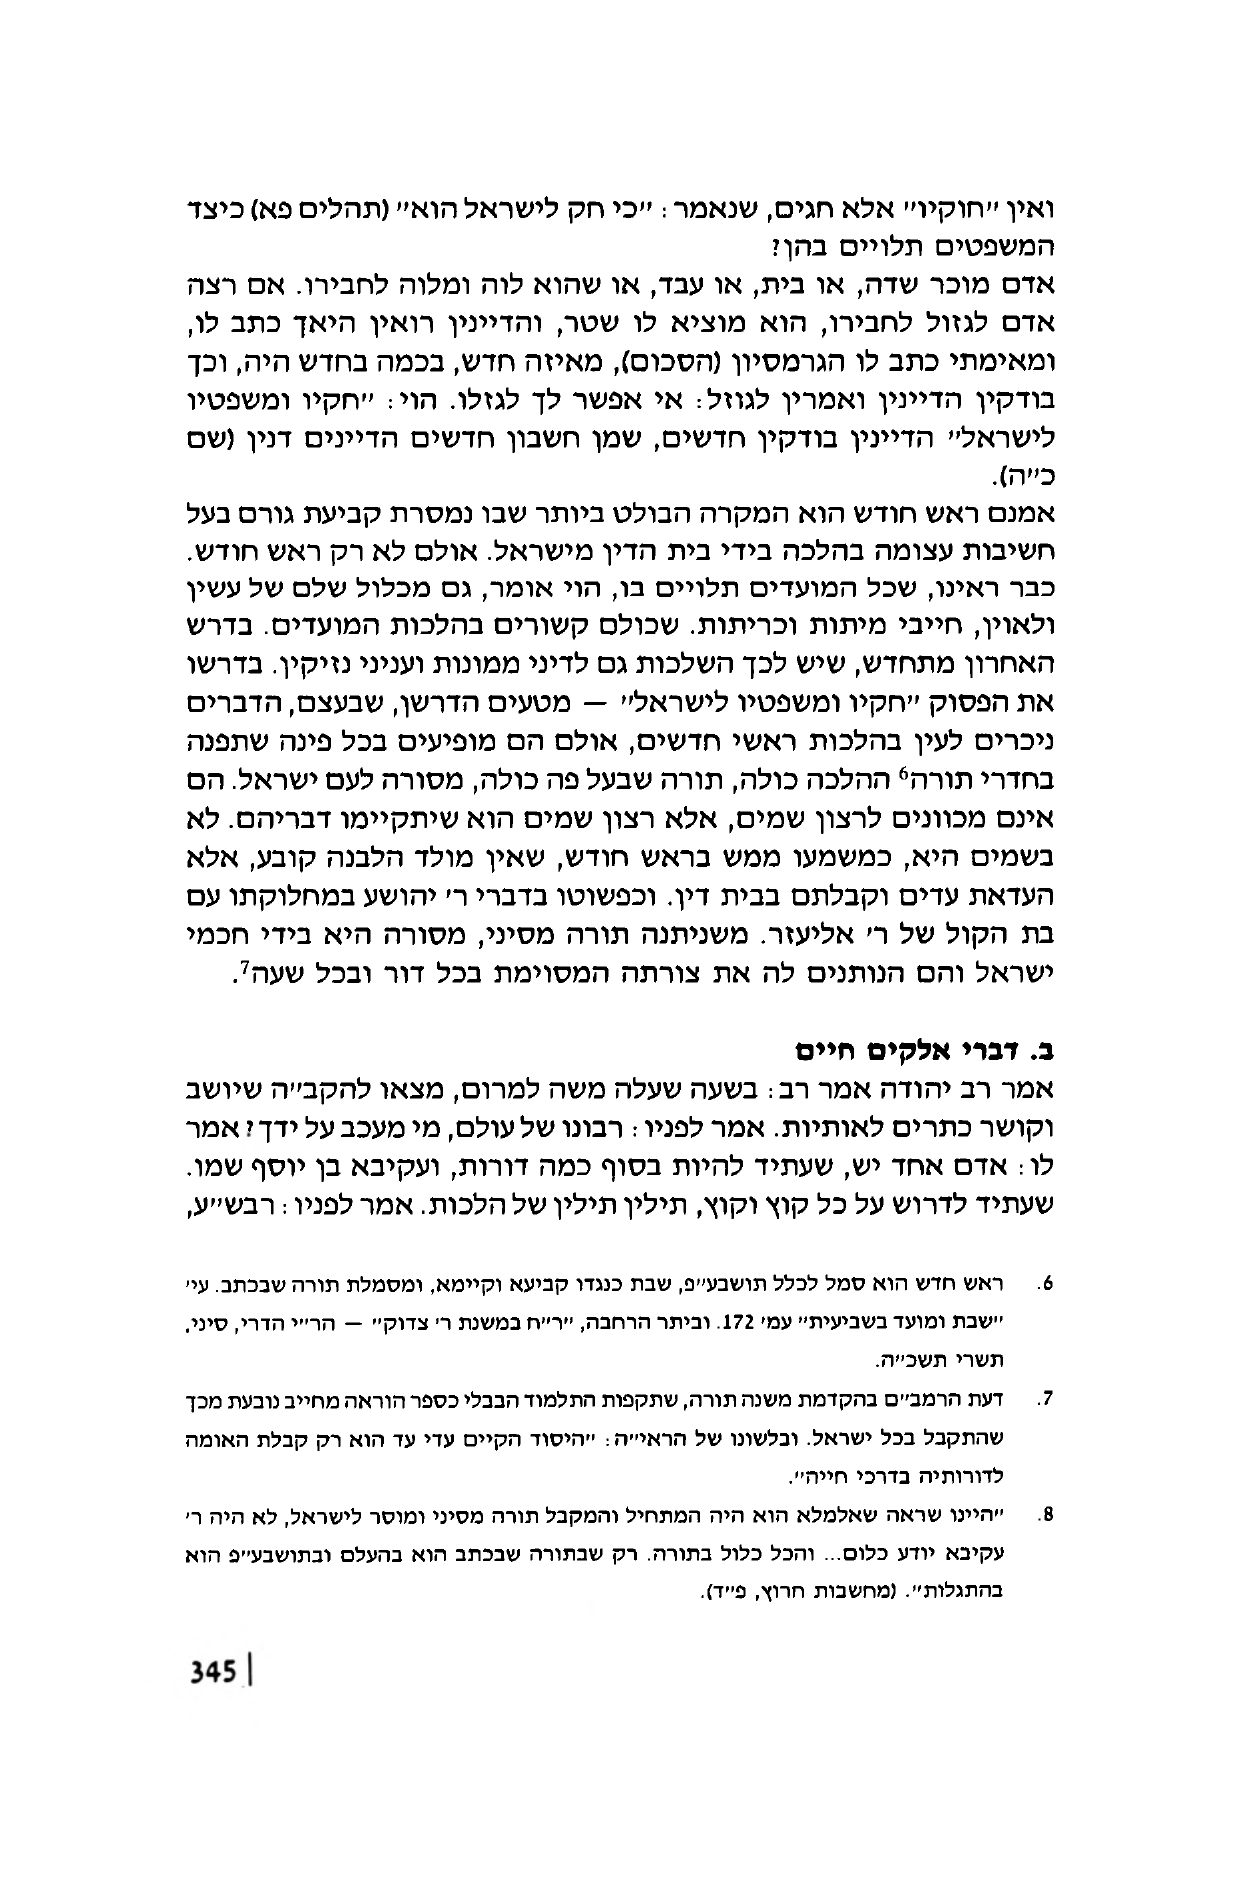 ואין "חוקיו" אלא חגים, שנאמר: "כי חק לישראל הוא" (תהלים פא) כיצד
המשפטים תלויים בהן?
אדם מוכר שדה, או בית, או עבד, או שהוא לוה ומלוה לחבירו. אם רצה
אדם לגזול לחבירו, הוא מוציא לו שטר, והדיינין רואין היאך כתב לו,
ומאימתי כתב לו הגרמסיון (הסכום), מאיזה חדש, בכמה בחדש היה, וכך
בודקין הדיינין ואמרין לגוזל: אי אפשר לך לגזלו. הוי: "חקיו ומשפטיו
לישראל" הדיינין בודקין חדשים, שמן חשבון חדשים הדיינים דנין (שם
כ"ה).
אמנם ראש חודש הוא המקרה הבולט ביותר שבו נמסרת קביעת גורם בעל
חשיבות עצומה בהלכה בידי בית הדין מישראל. אולם לא רק ראש חודש.
כבר ראינו, שכל המועדים תלויים בו, הוי אומר, גם מכלול שלם של עשין
ולאוין, חייבי מיתות וכריתות. שכולם קשורים בהלכות המועדים. בדרש
האחרון מתחדש, שיש לכך השלכות גם לדיני ממונות ועניני נזיקין. בדרשו
את הפסוק "חקיו ומשפטיו לישראל" – מטעים הדרשן, שבעצם, הדברים
ניכרים לעין בהלכות ראשי חדשים, אולם הם מופיעים בכל פינה שתפנה
בחדרי תורה⁶ ההלכה כולה, תורה שבעל פה כולה, מסורה לעם ישראל. הם
אינם מכוונים לרצון שמים, אלא רצון שמים הוא שיתקיימו דבריהם. לא
בשמים היא, כמשמעו ממש בראש חודש, שאין מולד הלבנה קובע, אלא
העדאת עדים וקבלתם בבית דין. וכפשוטו בדברי ר' יהושע במחלוקתו עם
בת הקול של ר' אליעזר. משניתנה תורה מסיני, מסורה היא בידי חכמי
ישראל והם הנותנים לה את צורתה המסוימת בכל דור ובכל שעה⁷.
ב. דברי אלקים חיים
אמר רב יהודה אמר רב: בשעה שעלה משה למרום, מצאו להקב"ה שיושב
וקושר כתרים לאותיות. אמר לפניו: רבונו של עולם, מי מעכב על ידך? אמר
לו: אדם אחד יש, שעתיד להיות בסוף כמה דורות, ועקיבא בן יוסף שמו.
שעתיד לדרוש על כל קוץ וקוץ, תילין תילין של הלכות. אמר לפניו: רבש"ע,
6. ראש חדש הוא סמל לכלל תושבע"פ, שבת כנגדו קביעא וקיימא, ומסמלת תורה שבכתב. עי'
"שבת ומועד בשביעית" עמ' 172. וביתר הרחבה, "ר"ח במשנת ר' צדוק" – הר"י הדרי, סיני,
תשרי תשכ"ה.
7. דעת הרמב"ם בהקדמת משנה תורה, שתקפות התלמוד הבבלי כספר הוראה מחייב נובעת מכך
שהתקבל בכל ישראל. ובלשונו של הראי"ה: "היסוד הקיים עדי עד הוא רק קבלת האומה
לדורותיה בדרכי חייה".
8. "היינו שראה שאלמלא הוא היה המתחיל והמקבל תורה מסיני ומוסר לישראל, לא היה ר'
עקיבא יודע כלום... והכל כלול בתורה. רק שבתורה שבכתב הוא בהעלם ובתושבע"פ הוא
בהתגלות". (מחשבות חרוץ, פ"ד).
345